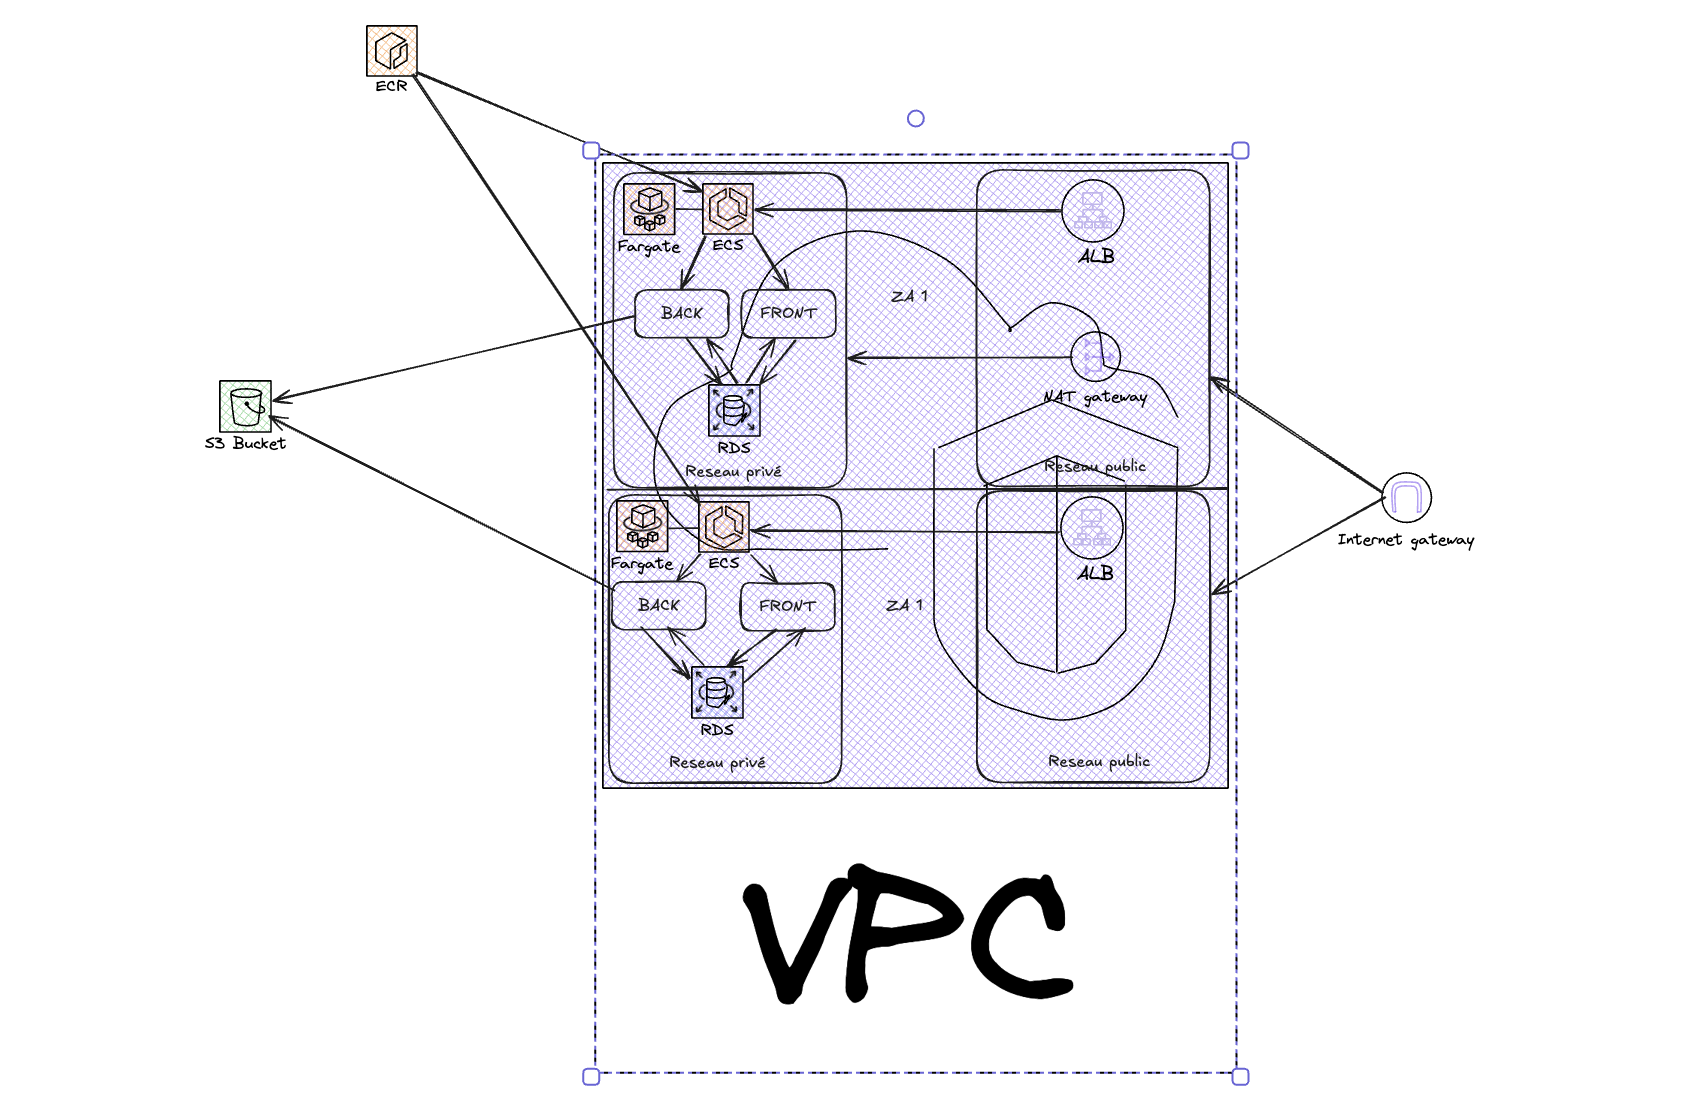 ECR
Fargate
ECS
ALB
BACK
FRONT
ZA 1
NAT gateway
S3 Bucket
RDS
Reseau privé
Reseau public
Internet gateway
Fargate
ECS
ALB
BACK
FRONT
ZA 1
RDS
Reseau privé
Reseau public
VPC